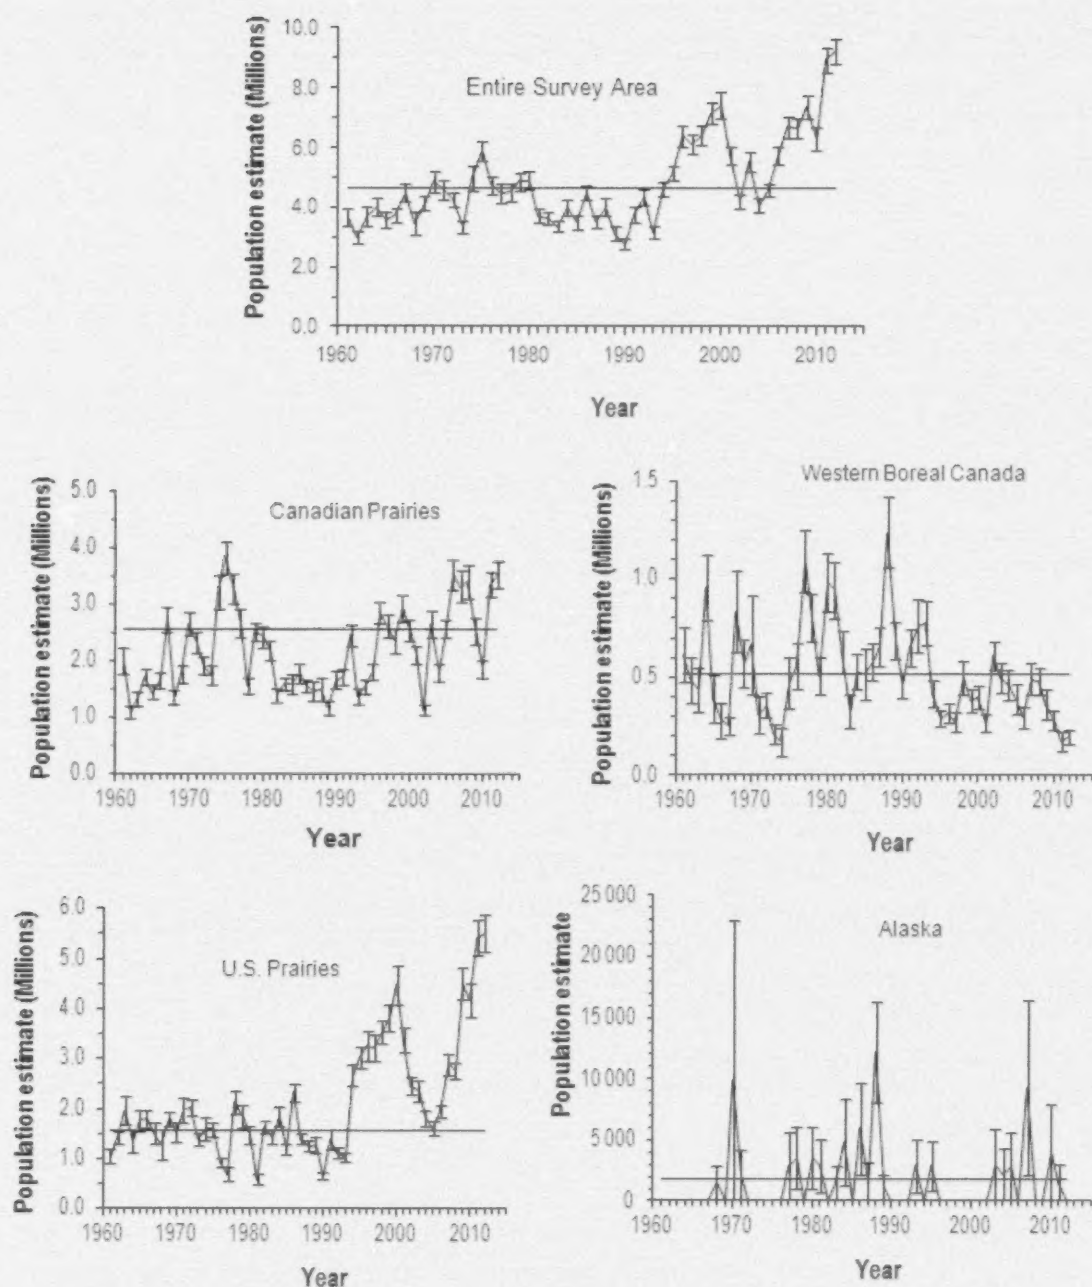 Population estimate (Millions)
10.0
8.0
6.0
4.0
2.0
0.0
Entire Survey Area
1960 1970 1980 1990 2000 2010
Year
Population estimate (Millions)
5.0
4.0
3.0
2.0
1.0
0.0
Canadian Prairies
1960 1970 1980 1990 2000 2010
Year
Population estimate (Millions)
1.5
1.0
0.5
0.0
Western Boreal Canada
1960 1970 1980 1990 2000 2010
Year
Population estimate (Millions)
6.0
5.0
4.0
3.0
2.0
1.0
0.0
U.S. Prairies
1960 1970 1980 1990 2000 2010
Year
Population estimate
25 000
20 000
15 000
10 000
5 000
0
Alaska
1960 1970 1980 1990 2000 2010
Year